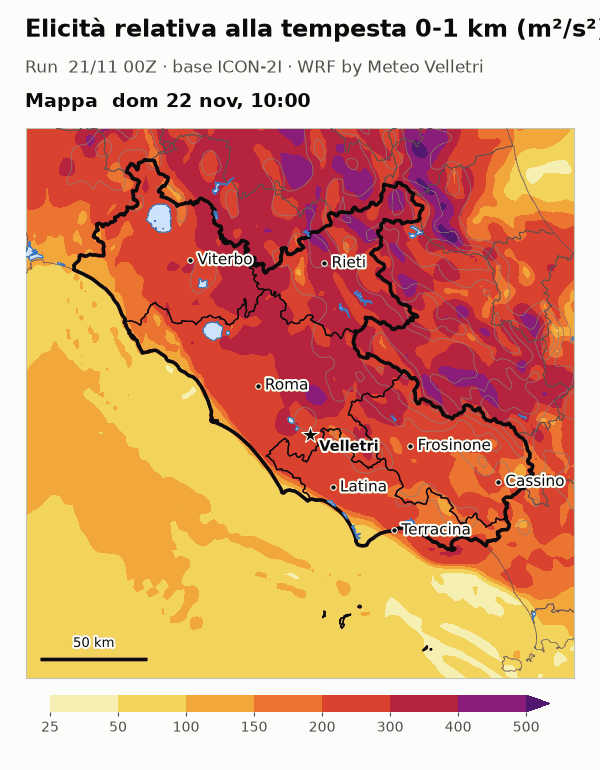 Elicità relativa alla tempesta 0-1 km (m²/s²)
Run 21/11 00Z · base ICON-2I · WRF by Meteo Velletri
Mappa dom 22 nov, 10:00
Viterbo
Rieti
Roma
Velletri
Frosinone
Latina
Cassino
Terracina
50 km
25 50 100 150 200 300 400 500